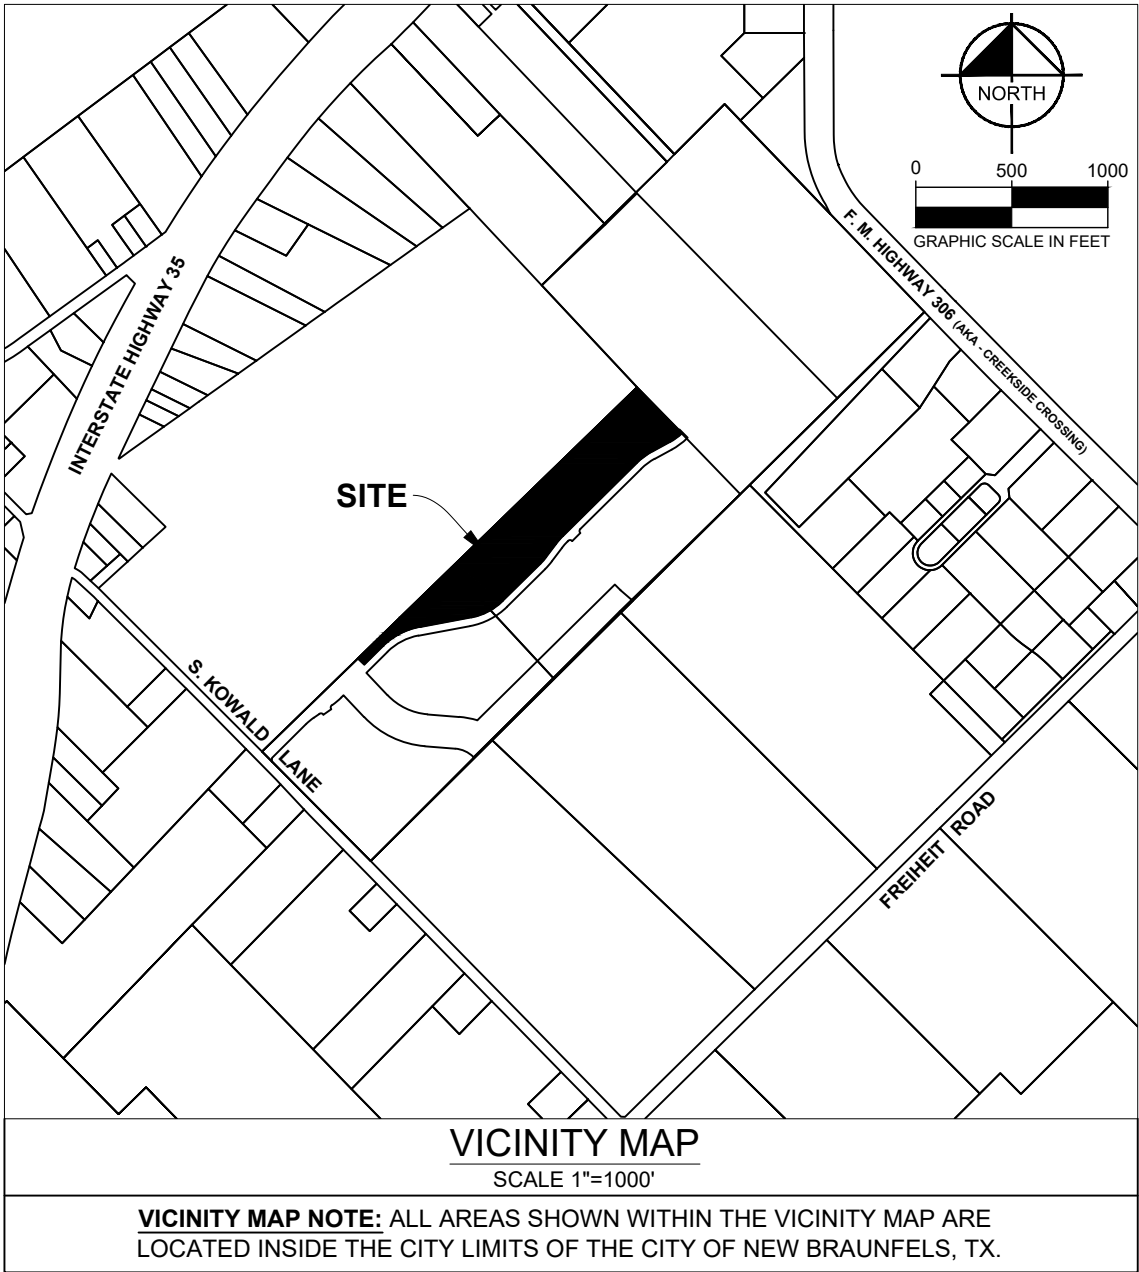 NORTH
0 500 1000
GRAPHIC SCALE IN FEET
F. M. HIGHWAY 306 (AKA - CREEKSIDE CROSSING)
INTERSTATE HIGHWAY 35
SITE
S. KOWALD LANE
FREIHEIT ROAD
VICINITY MAP
SCALE 1"=1000'
VICINITY MAP NOTE: ALL AREAS SHOWN WITHIN THE VICINITY MAP ARE
LOCATED INSIDE THE CITY LIMITS OF THE CITY OF NEW BRAUNFELS, TX.